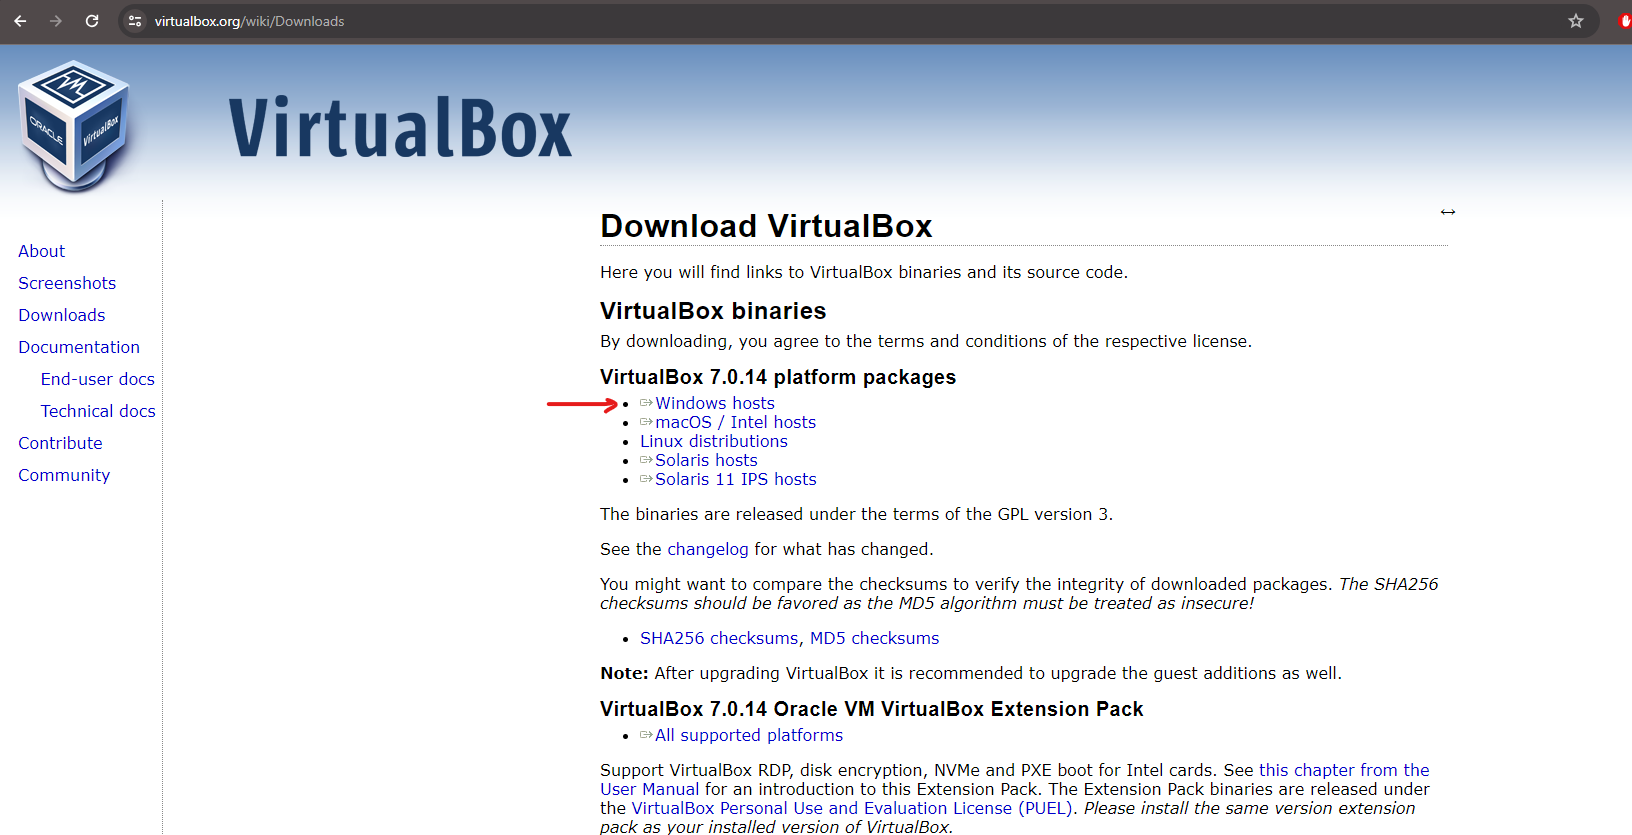 virtualbox.org/wiki/Downloads
VM
ORACLE
VirtualBox
VirtualBox
Download VirtualBox
About
Screenshots
Downloads
Documentation
End-user docs
Technical docs
Contribute
Community
Here you will find links to VirtualBox binaries and its source code.
VirtualBox binaries
By downloading, you agree to the terms and conditions of the respective license.
VirtualBox 7.0.14 platform packages
Windows hosts
macOS / Intel hosts
Linux distributions
Solaris hosts
Solaris 11 IPS hosts
The binaries are released under the terms of the GPL version 3.
See the changelog for what has changed.
You might want to compare the checksums to verify the integrity of downloaded packages. The SHA256
checksums should be favored as the MD5 algorithm must be treated as insecure!
SHA256 checksums, MD5 checksums
Note: After upgrading VirtualBox it is recommended to upgrade the guest additions as well.
VirtualBox 7.0.14 Oracle VM VirtualBox Extension Pack
All supported platforms
Support VirtualBox RDP, disk encryption, NVMe and PXE boot for Intel cards. See this chapter from the
User Manual for an introduction to this Extension Pack. The Extension Pack binaries are released under
the VirtualBox Personal Use and Evaluation License (PUEL). Please install the same version extension
pack as your installed version of VirtualBox.